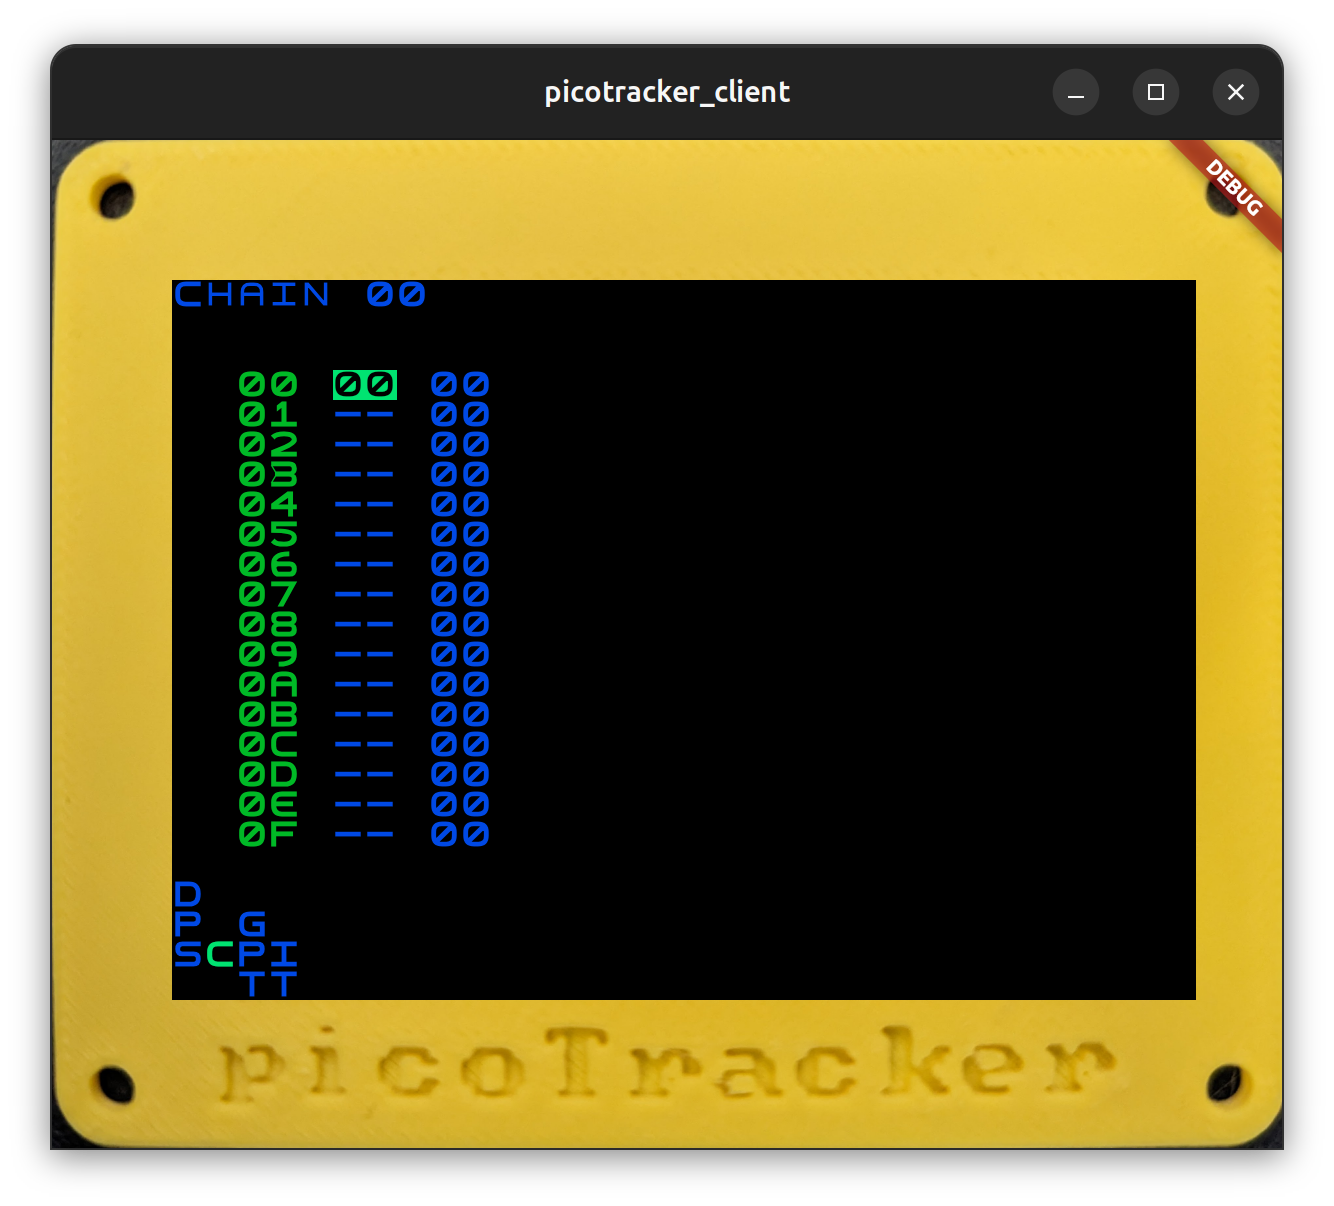 picotracker_client
DEBUG
CHAIN 00
00 00 00
01 -- 00
02 -- 00
03 -- 00
04 -- 00
05 -- 00
06 -- 00
07 -- 00
08 -- 00
09 -- 00
0A -- 00
0B -- 00
0C -- 00
0D -- 00
0E -- 00
0F -- 00
D
P G
SCPI
TT
picoTracker